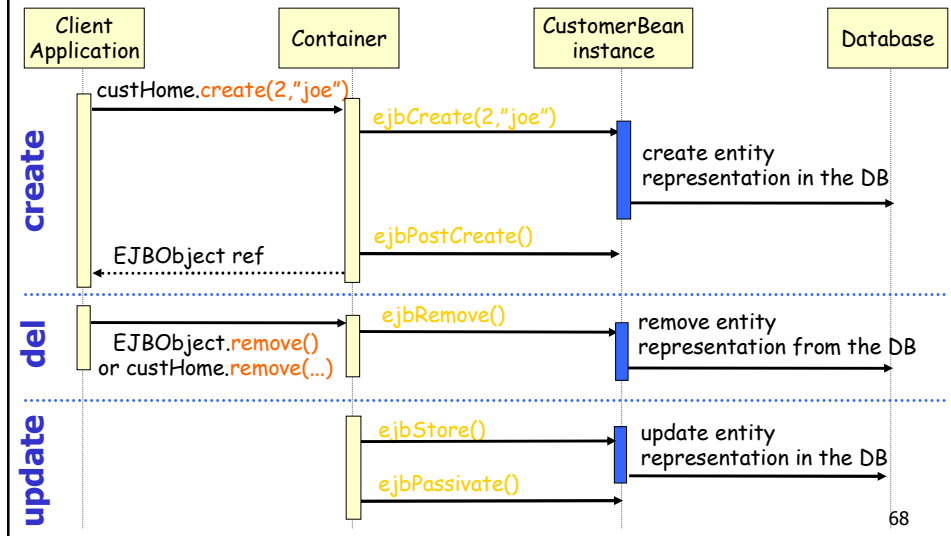 Client
Application
Container
CustomerBean
instance
Database
create
custHome.create(2,”joe”)
ejbCreate(2,”joe”)
create entity
representation in the DB
ejbPostCreate()
EJBObject ref
del
EJBObject.remove()
or custHome.remove(...)
ejbRemove()
remove entity
representation from the DB
update
ejbStore()
update entity
representation in the DB
ejbPassivate()
68